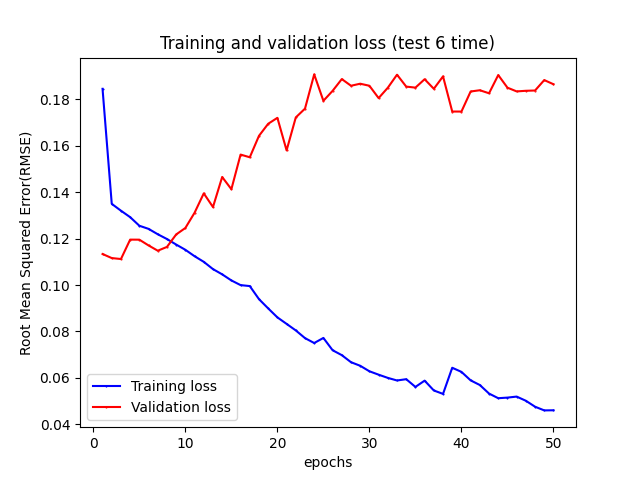 Training and validation loss (test 6 time)
Root Mean Squared Error(RMSE)
0.18
0.16
0.14
0.12
0.10
0.08
0.06
0.04
Training loss
Validation loss
0 10 20 30 40 50
epochs